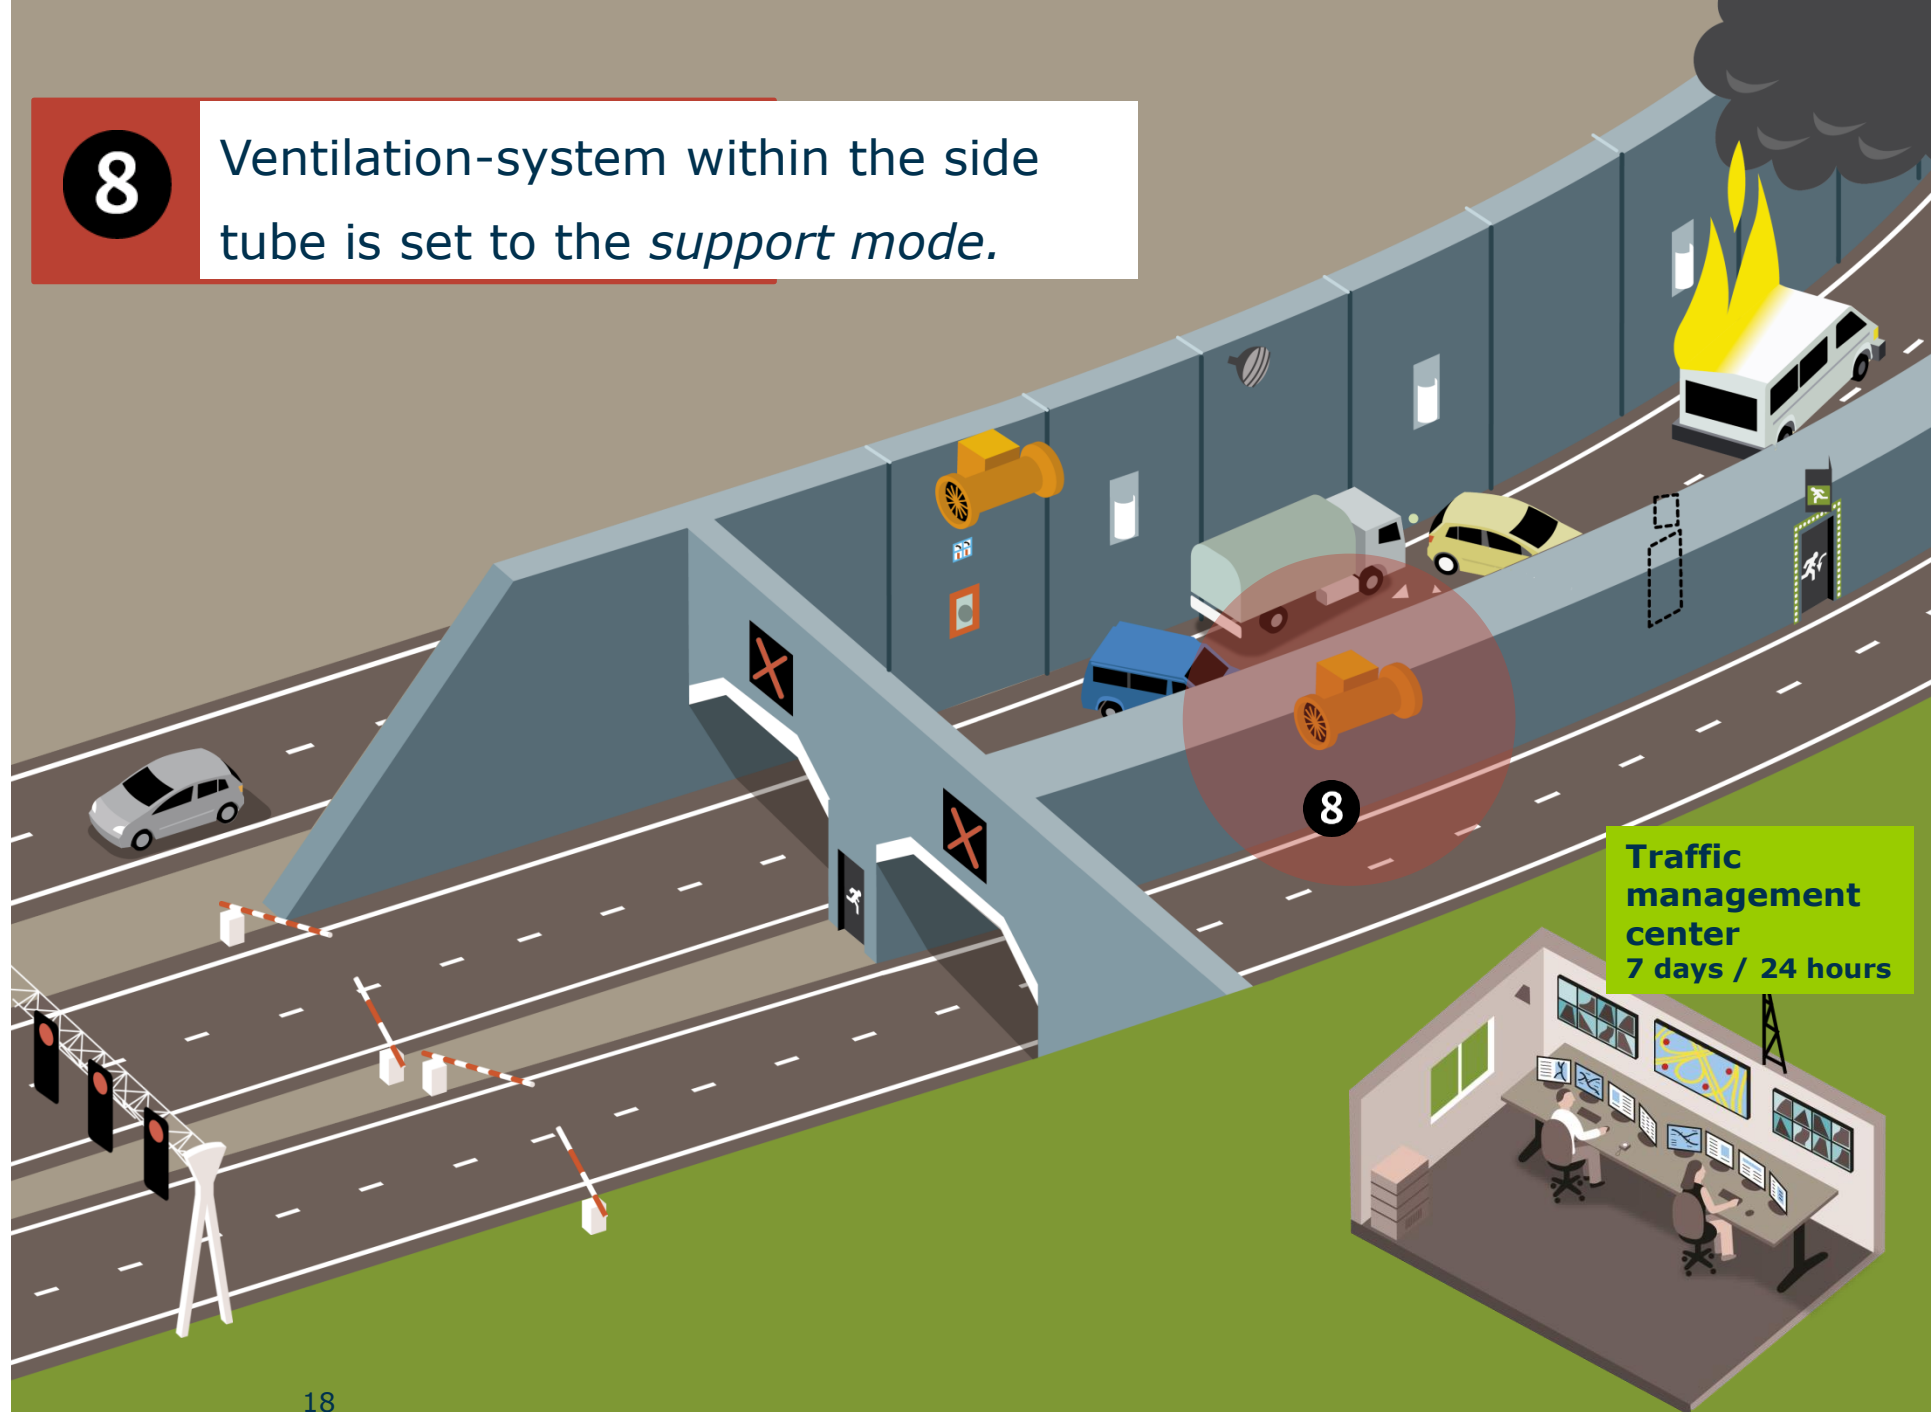 8
Ventilation-system within the side
tube is set to the support mode.
8
Traffic
management
center
7 days / 24 hours
18